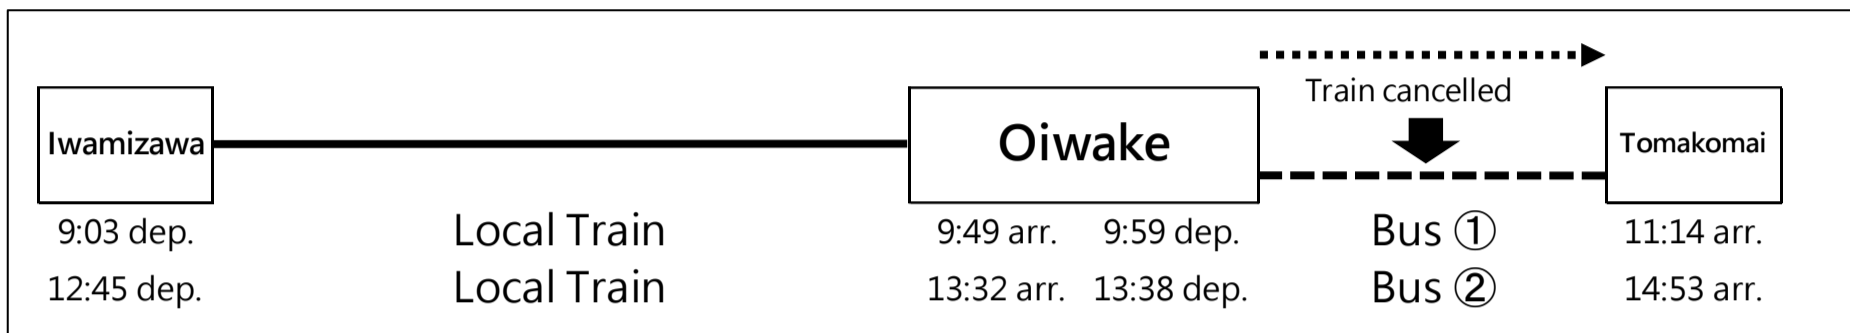 Train cancelled
Iwamizawa Oiwake Tomakomai
9:03 dep. Local Train 9:49 arr. 9:59 dep. Bus ① 11:14 arr.
12:45 dep. Local Train 13:32 arr. 13:38 dep. Bus ② 14:53 arr.